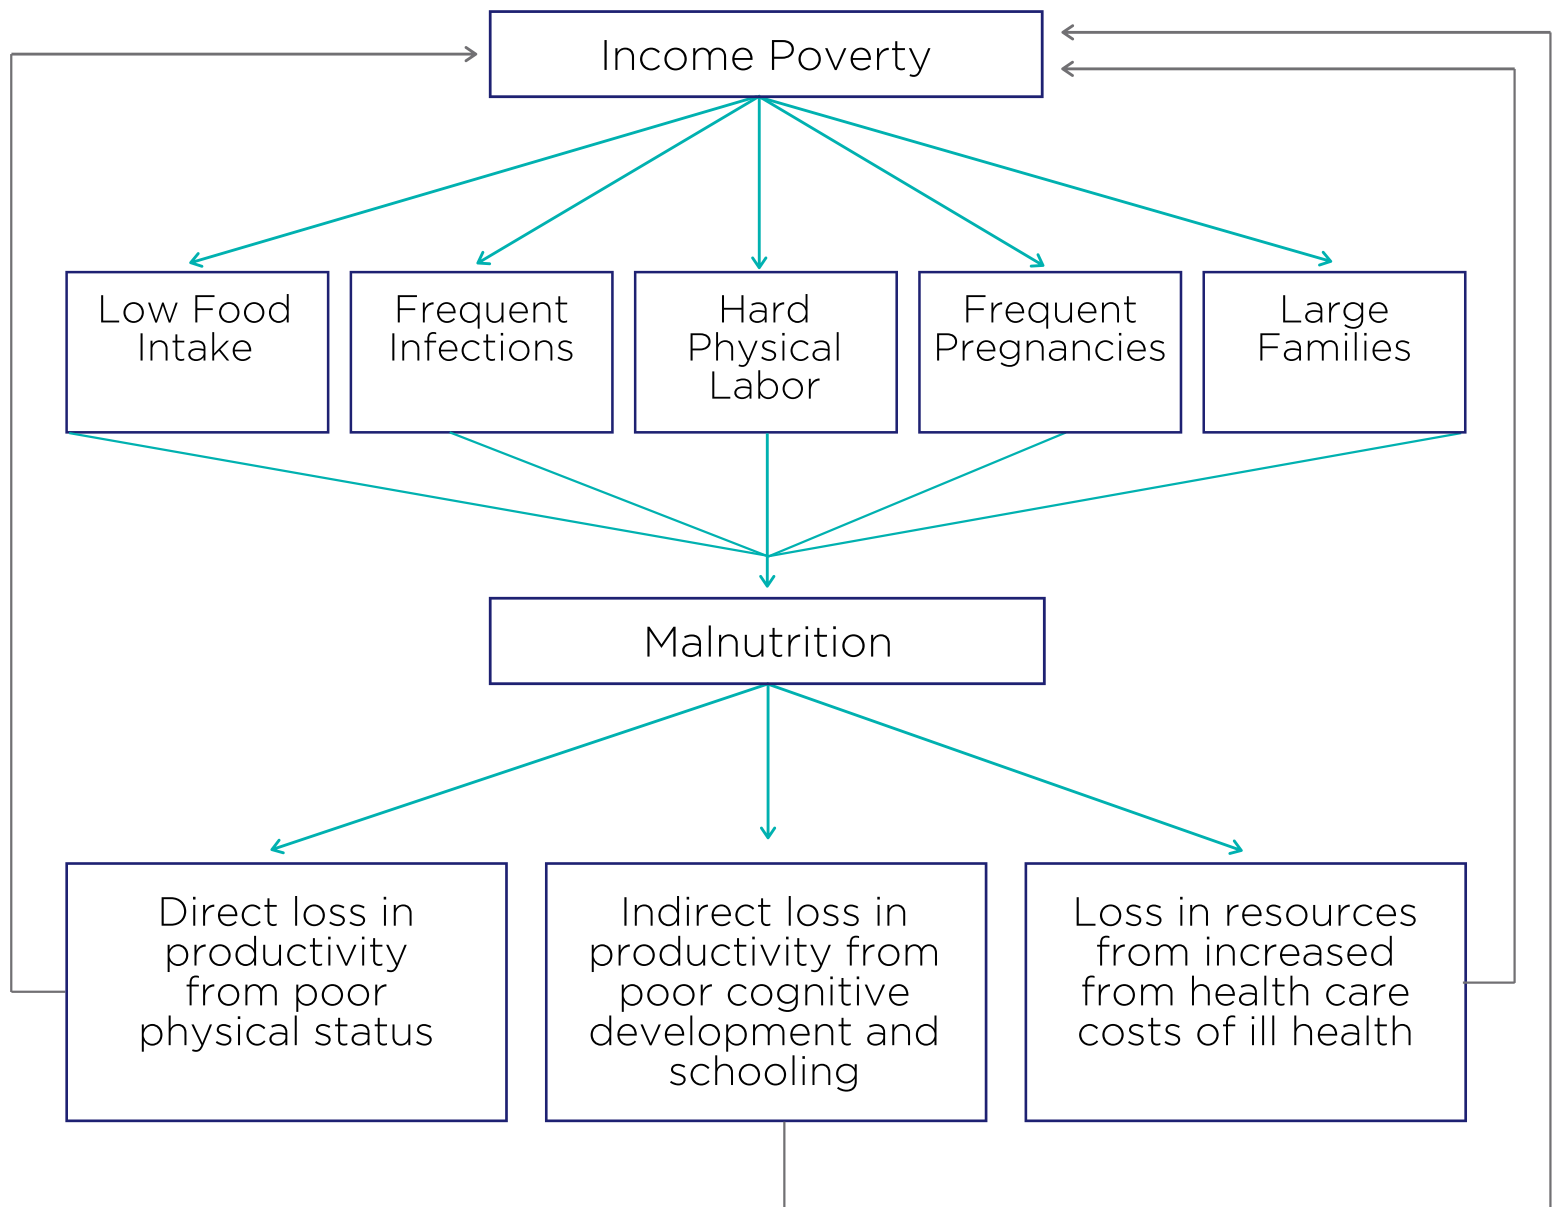 Income Poverty
Low Food
Intake
Frequent
Infections
Hard
Physical
Labor
Frequent
Pregnancies
Large
Families
Malnutrition
Direct loss in
productivity
from poor
physical status
Indirect loss in
productivity from
poor cognitive
development and
schooling
Loss in resources
from increased
from health care
costs of ill health